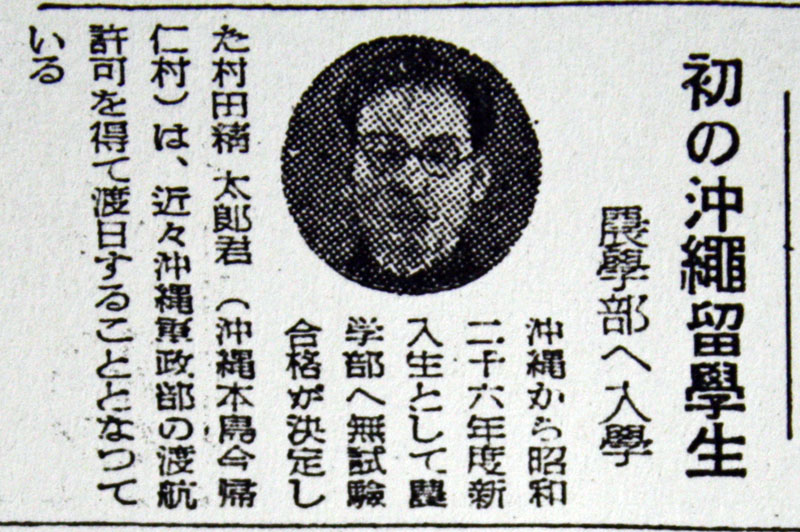 初の沖繩留學生
農學部へ入學
沖縄から昭和
二十六年度新
入生として農
学部へ無試験
合格が決定し
た村田 太郎君（沖縄本島今帰
仁村）は、近々沖縄軍政部の渡航
許可を得て渡日することとなつて
いる